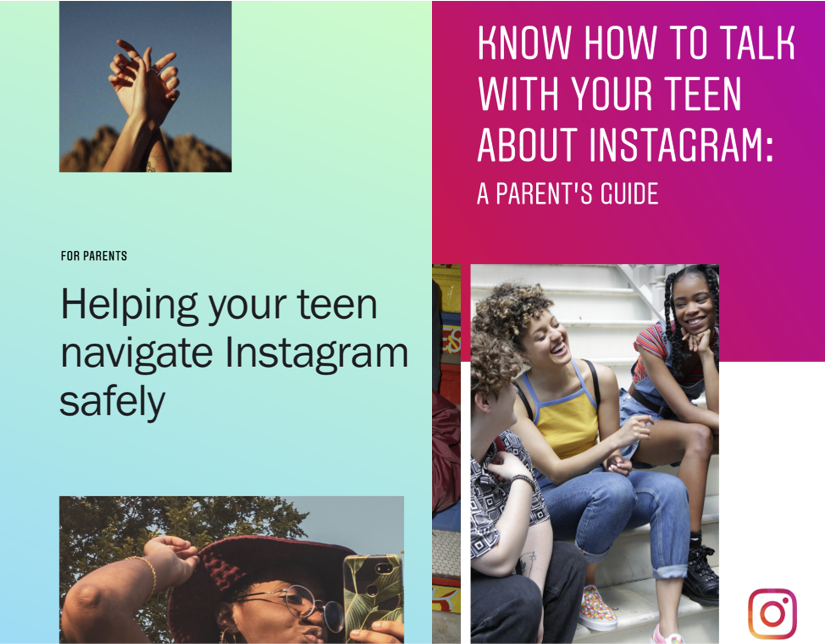 FOR PARENTS
Helping your teen
navigate Instagram
safely
KNOW HOW TO TALK
WITH YOUR TEEN
ABOUT INSTAGRAM:
A PARENT'S GUIDE